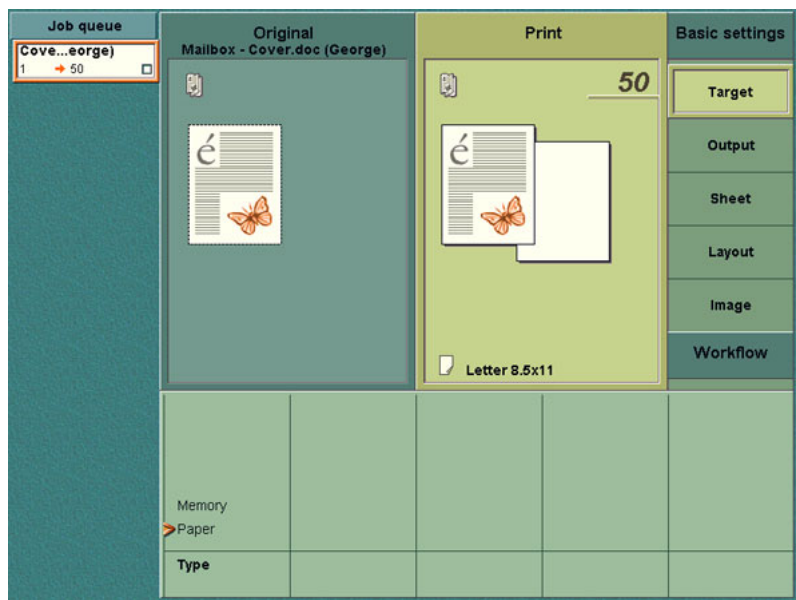 Job queue
Cove...eorge)
1 → 50
Original
Mailbox - Cover.doc (George)
é
Print
50
é
Letter 8.5x11
Basic settings
Target
Output
Sheet
Layout
Image
Workflow
Memory
Paper
Type